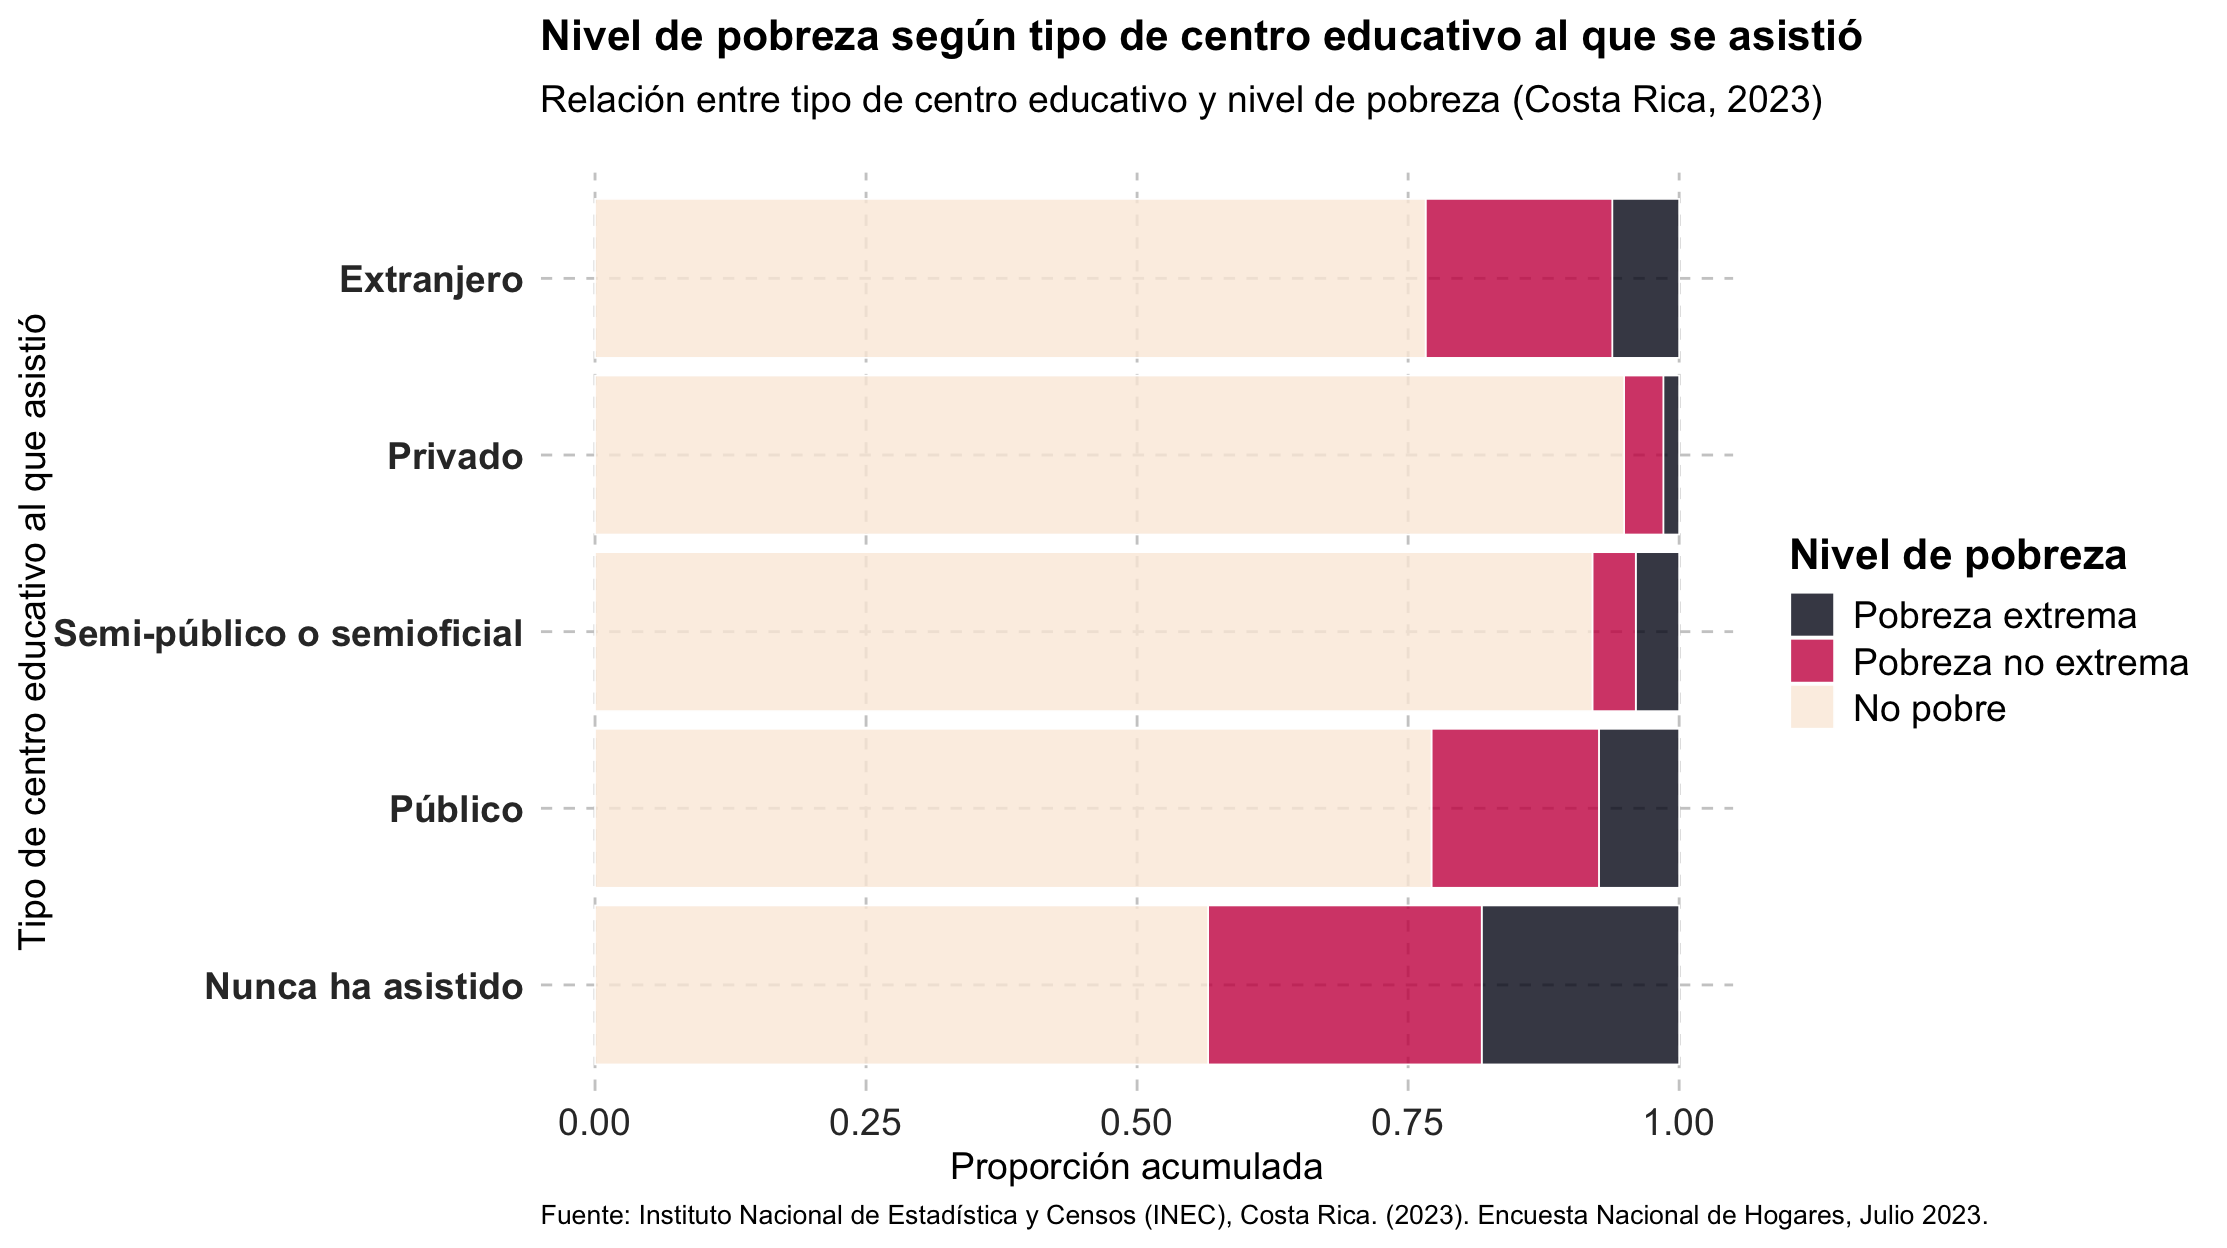 Nivel de pobreza según tipo de centro educativo al que se asistió
Relación entre tipo de centro educativo y nivel de pobreza (Costa Rica, 2023)
Tipo de centro educativo al que asistió
Extranjero
Privado
Semi-público o semioficial
Público
Nunca ha asistido
0.00 0.25 0.50 0.75 1.00
Proporción acumulada
Nivel de pobreza
Pobreza extrema
Pobreza no extrema
No pobre
Fuente: Instituto Nacional de Estadística y Censos (INEC), Costa Rica. (2023). Encuesta Nacional de Hogares, Julio 2023.